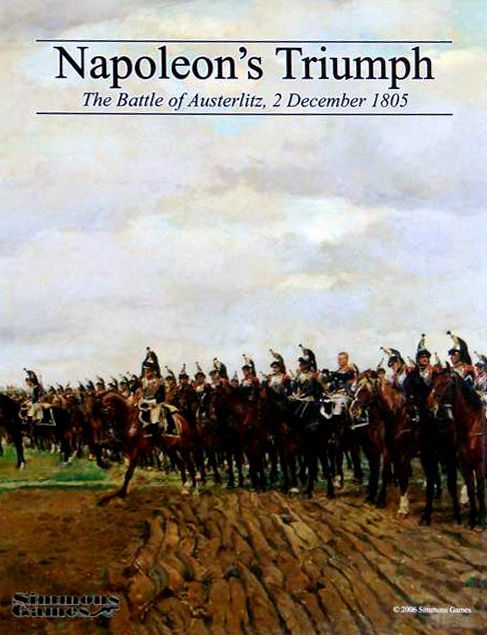 Napoleon's Triumph
The Battle of Austerlitz, 2 December 1805
Simmons
Games
© 2006 Simmons Games